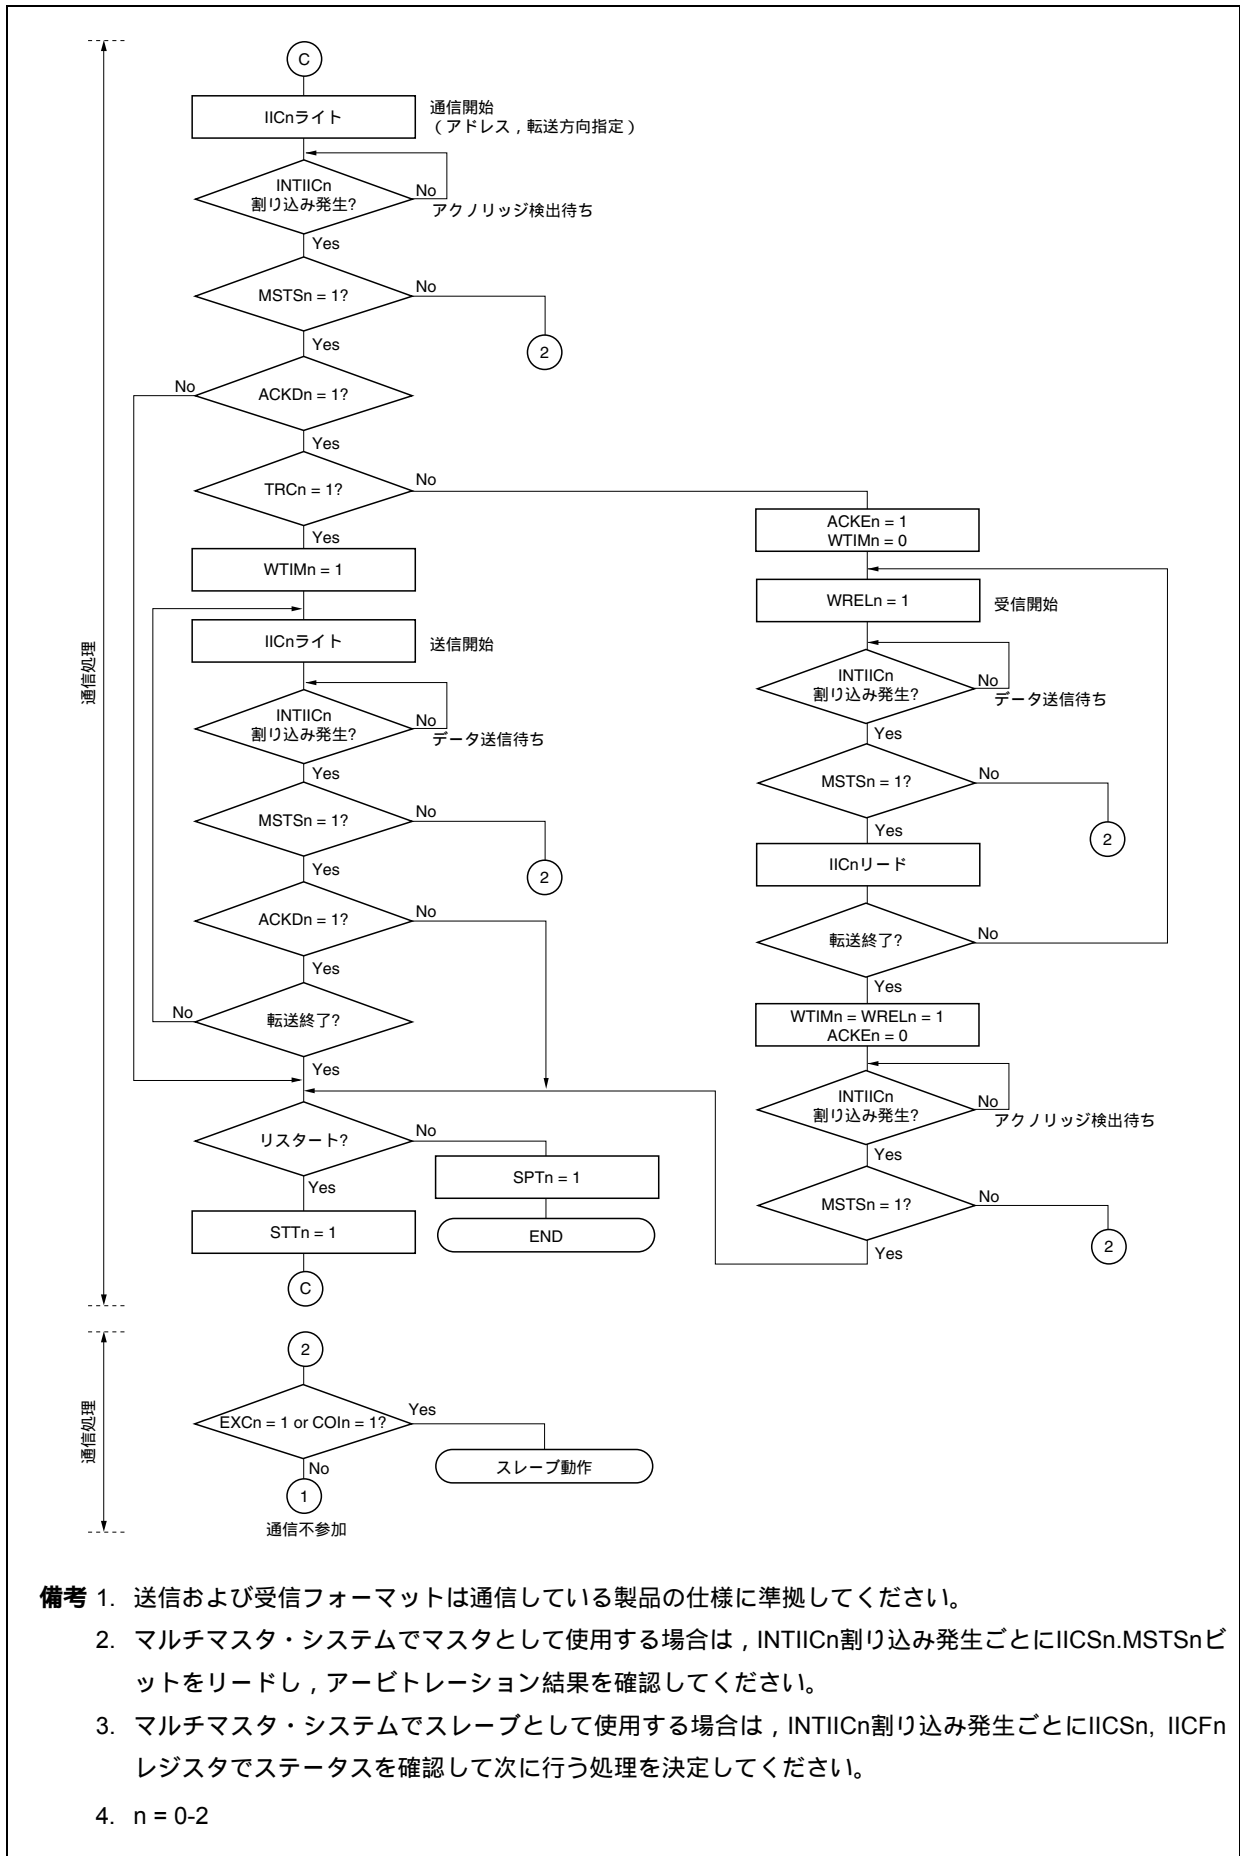 C
IICnライト
通信開始
（アドレス，転送方向指定）
INTIICn
割り込み発生?
No
アクノリッジ検出待ち
Yes
MSTSn = 1?
No
2
Yes
ACKDn = 1?
No
Yes
TRCn = 1?
No
Yes
WTIMn = 1
IICnライト
送信開始
INTIICn
割り込み発生?
No
データ送信待ち
Yes
MSTSn = 1?
No
2
Yes
ACKDn = 1?
No
Yes
転送終了?
No
Yes
ACKEn = 1
WTIMn = 0
WRELn = 1
受信開始
INTIICn
割り込み発生?
No
データ送信待ち
Yes
MSTSn = 1?
No
2
Yes
IICnリード
転送終了?
No
Yes
WTIMn = WRELn = 1
ACKEn = 0
INTIICn
割り込み発生?
No
アクノリッジ検出待ち
Yes
MSTSn = 1?
No
2
Yes
リスタート?
No
SPTn = 1
END
Yes
STTn = 1
C
通信処理
2
EXCn = 1 or COIn = 1?
Yes
スレーブ動作
No
1
通信不参加
通信処理
備考 1. 送信および受信フォーマットは通信している製品の仕様に準拠してください。
2. マルチマスタ・システムでマスタとして使用する場合は，INTIICn割り込み発生ごとにIICSn.MSTSnビ
ットをリードし，アービトレーション結果を確認してください。
3. マルチマスタ・システムでスレーブとして使用する場合は，INTIICn割り込み発生ごとにIICSn, IICFn
レジスタでステータスを確認して次に行う処理を決定してください。
4. n = 0-2